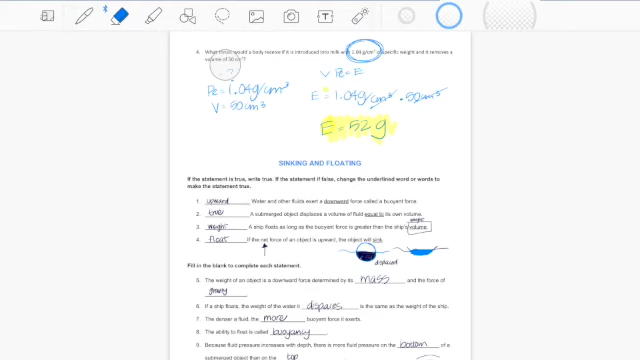 4. What thrust would a body receive if it is introduced into milk with 1.04 g/cm³ of specific weight and it removes a
volume of 50 cm³
?
Pz = 1.04g/cm³
V = 50cm³
V Pz = E
E = 1.04g/cm³ . 50cm³
E = 52g
SINKING AND FLOATING
If the statement is true, write true. If the statement if false, change the underlined word or words to
make the statement true.
1. upward Water and other fluids exert a downward force called a buoyant force.
2. true A submerged object displaces a volume of fluid equal to its own volume.
weight
3. weight A ship floats as long as the buoyant force is greater than the ship's volume.
4. float If the net force of an object is upward, the object will sink.
displaced
Fill in the blank to complete each statement.
5. The weight of an object is a downward force determined by its mass and the force of
gravity
6. If a ship floats, the weight of the water it dispaces is the same as the weight of the ship.
7. The denser a fluid, the more buoyant force it exerts.
8. The ability to float is called buoyancy
9. Because fluid pressure increases with depth, there is more fluid pressure on the bottom of a
submerged object than on the top